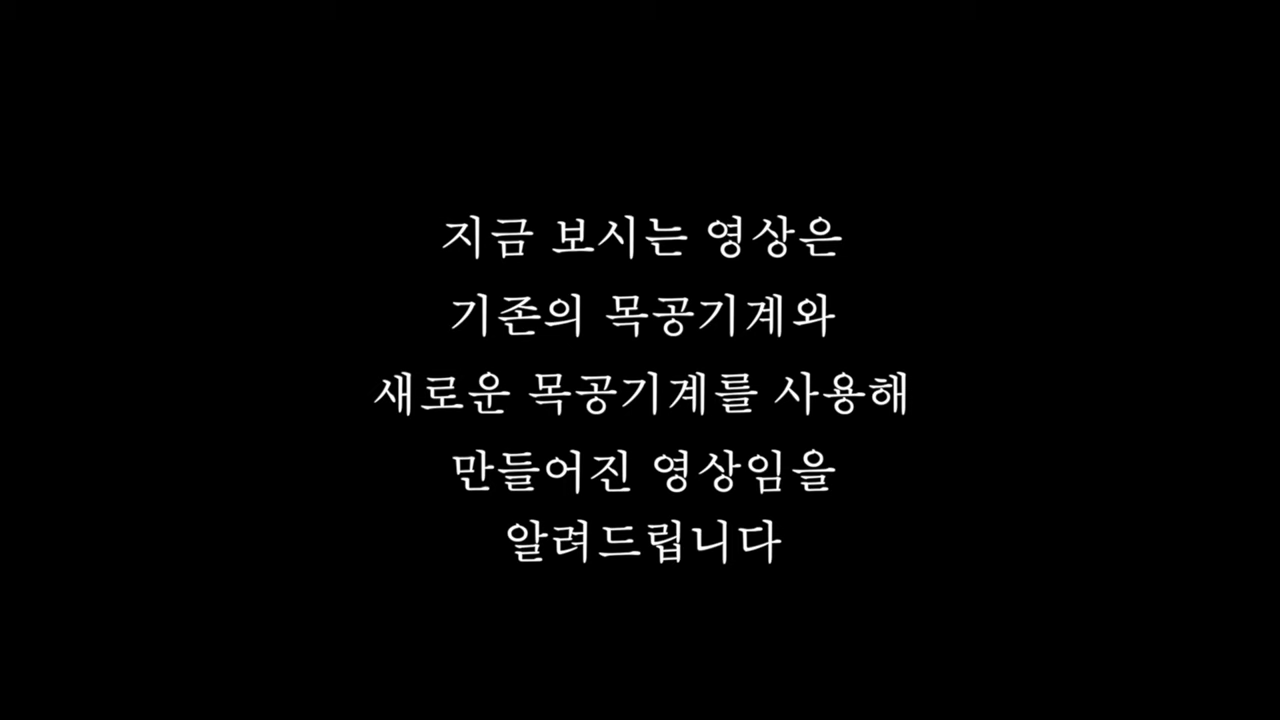 지금 보시는 영상은
기존의 목공기계와
새로운 목공기계를 사용해
만들어진 영상임을
알려드립니다